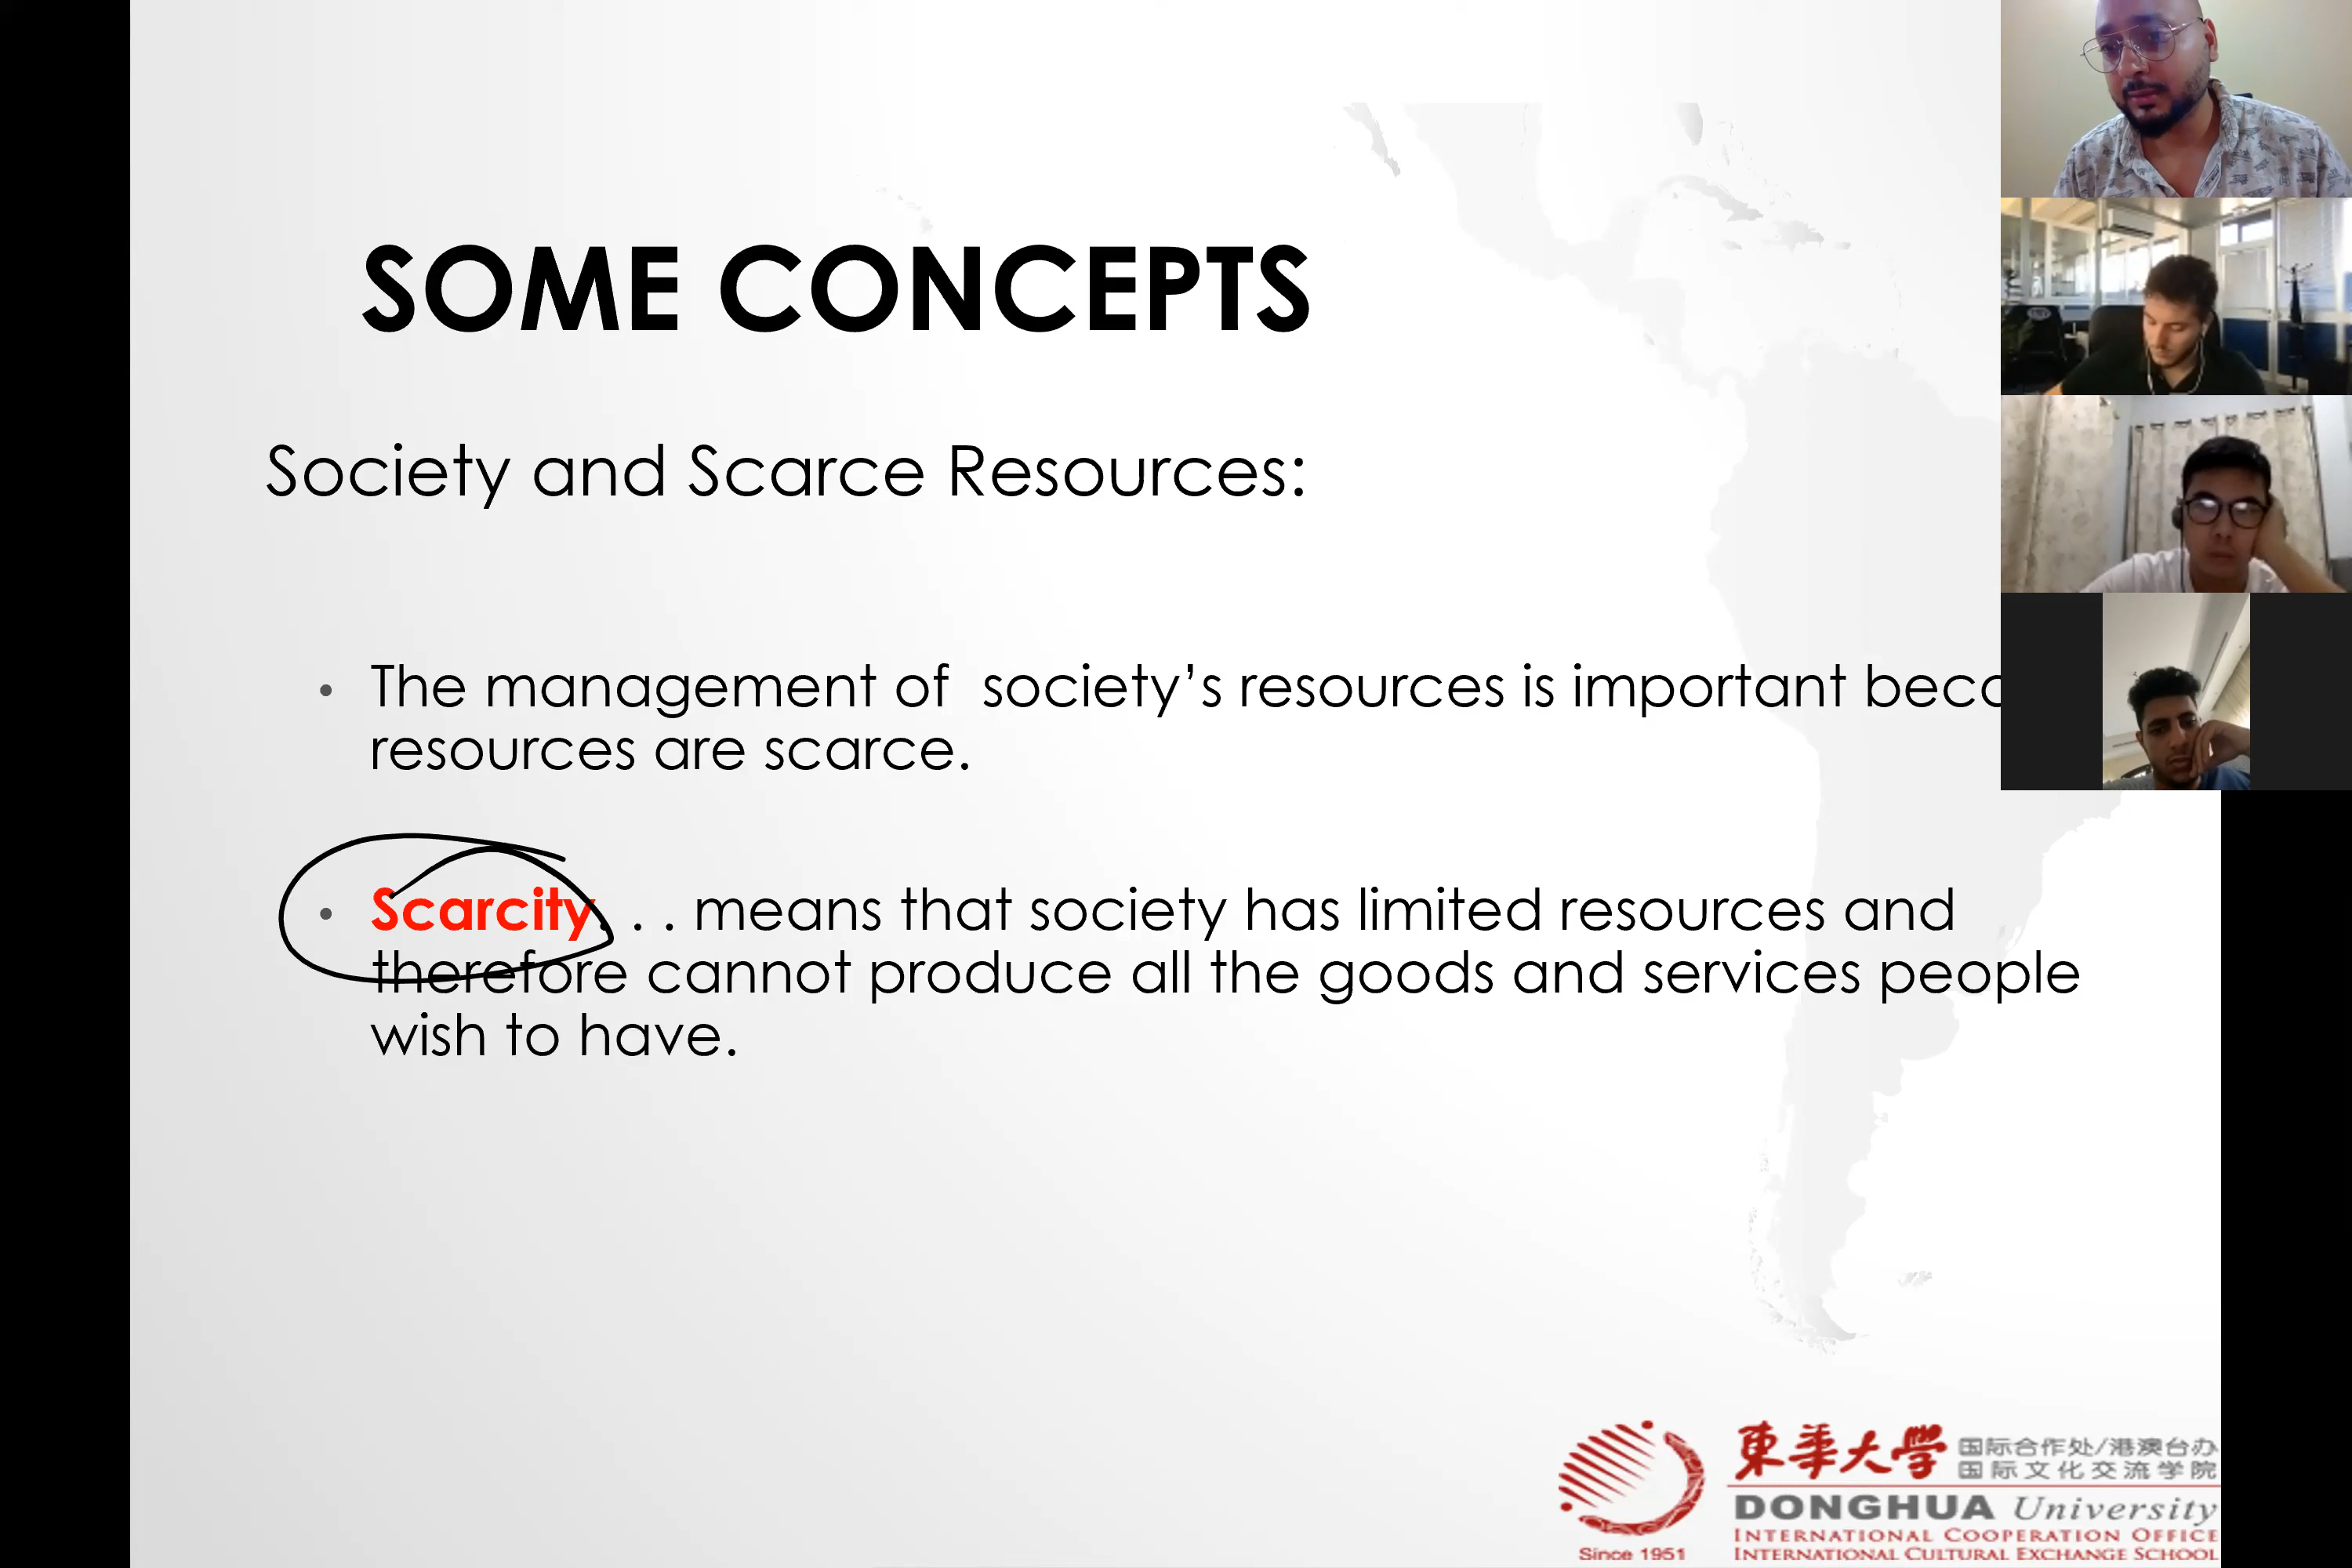 SOME CONCEPTS
Society and Scarce Resources:
• The management of  society’s resources is important
resources are scarce.
• Scarcity. . . means that society has limited resources and
therefore cannot produce all the goods and services people
wish to have.
東華大學
国际合作处/港澳台办
国际文化交流学院
DONGHUA University
INTERNATIONAL COOPERATION OFFICE
INTERNATIONAL CULTURAL EXCHANGE SCHOOL
Since 1951